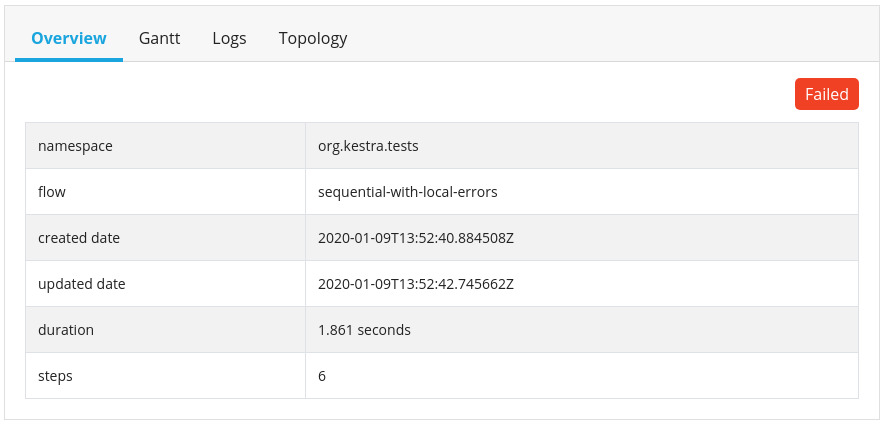 Overview Gantt Logs Topology
Failed
namespace org.kestra.tests
flow sequential-with-local-errors
created date 2020-01-09T13:52:40.884508Z
updated date 2020-01-09T13:52:42.745662Z
duration 1.861 seconds
steps 6